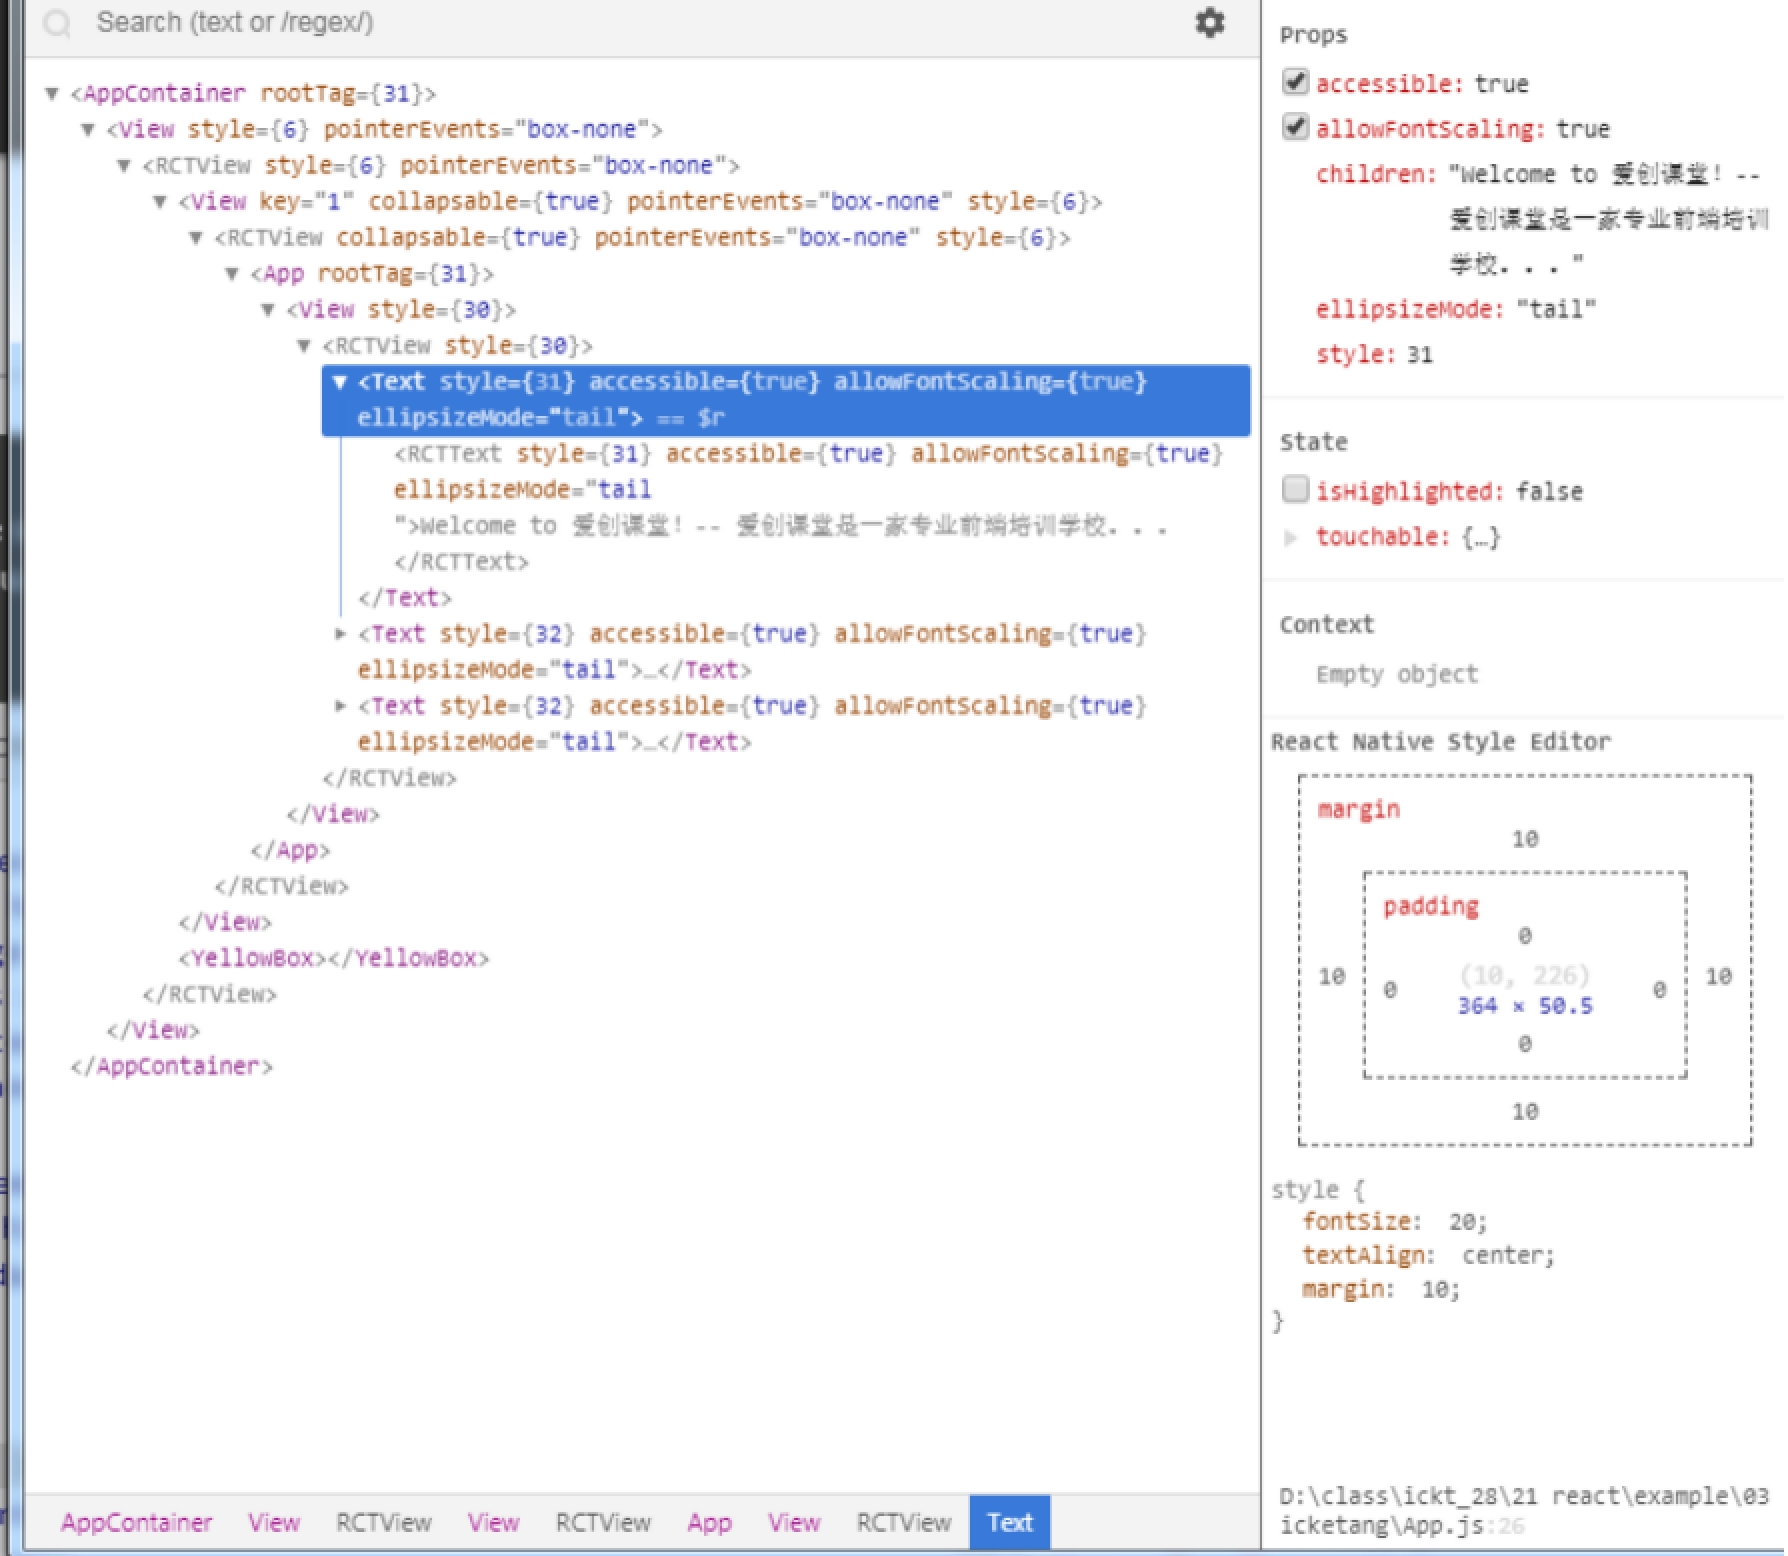 Search (text or /regex/)
▼ <AppContainer rootTag={31}>
▼ <View style={6} pointerEvents="box-none">
▼ <RCTView style={6} pointerEvents="box-none">
▼ <View key="1" collapsable={true} pointerEvents="box-none" style={6}>
▼ <RCTView collapsable={true} pointerEvents="box-none" style={6}>
▼ <App rootTag={31}>
▼ <View style={30}>
▼ <RCTView style={30}>
▼ <Text style={31} accessible={true} allowFontScaling={true}
ellipsizeMode="tail"> == $r
<RCTText style={31} accessible={true} allowFontScaling={true}
ellipsizeMode="tail
">Welcome to 爱创课堂! -- 爱创课堂是一家专业前端培训学校. . .
</RCTText>
</Text>
▶ <Text style={32} accessible={true} allowFontScaling={true}
ellipsizeMode="tail">…</Text>
▶ <Text style={32} accessible={true} allowFontScaling={true}
ellipsizeMode="tail">…</Text>
</RCTView>
</View>
</App>
</RCTView>
</View>
<YellowBox></YellowBox>
</RCTView>
</View>
</AppContainer>
AppContainer View RCTView View RCTView App View RCTView Text
Props
accessible: true
allowFontScaling: true
children: "Welcome to 爱创课堂! --
爱创课堂是一家专业前端培训
学校. . . "
ellipsizeMode: "tail"
style: 31
State
isHighlighted: false
▶ touchable: {…}
Context
Empty object
React Native Style Editor
margin
10
padding
0
10 0 (10, 226) 0 10
364 × 50.5
0
10
style {
fontSize: 20;
textAlign: center;
margin: 10;
}
D:\class\ickt_28\21 react\example\03
icketang\App.js:26